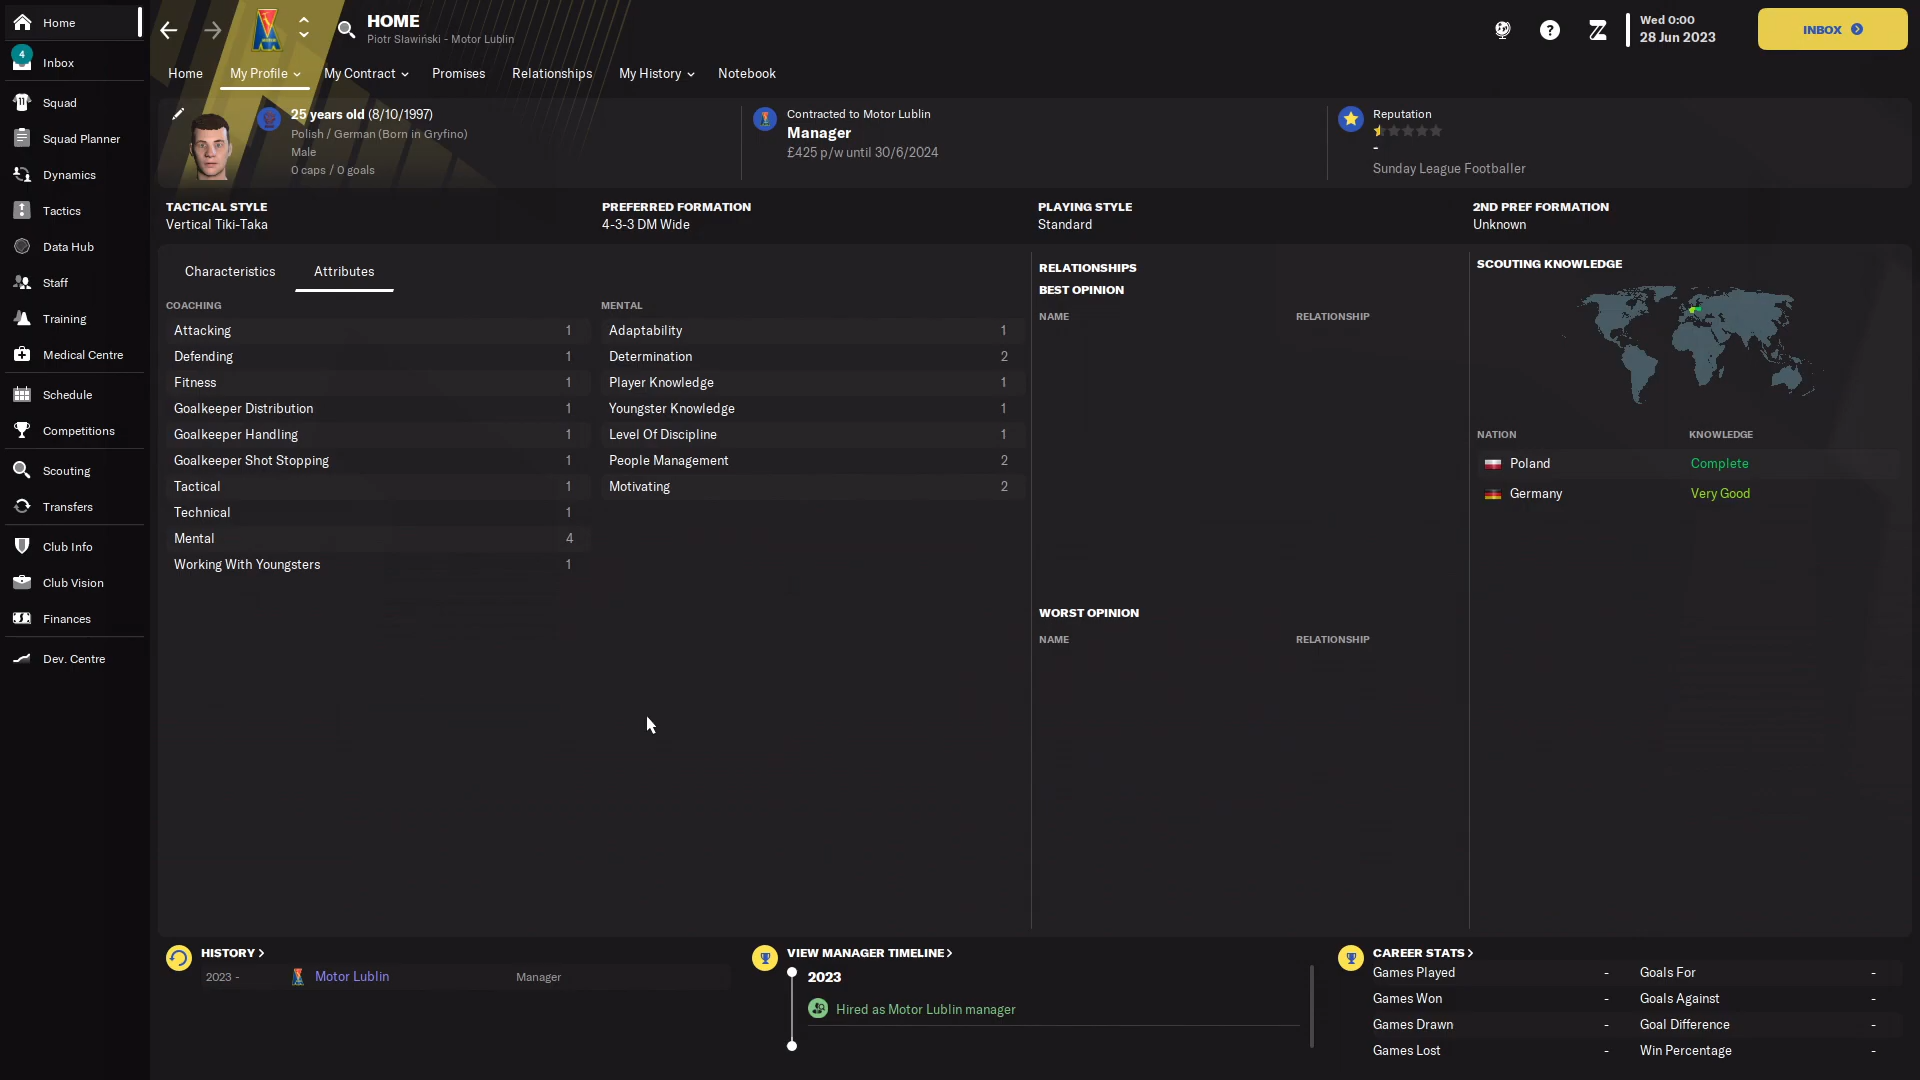 Home
4
Inbox
Squad
Squad Planner
Dynamics
Tactics
Data Hub
Staff
Training
Medical Centre
Schedule
Competitions
Scouting
Transfers
Club Info
Club Vision
Finances
Dev. Centre
HOME
Piotr Sławiński - Motor Lublin
Wed 0:00
28 Jun 2023
INBOX
Home My Profile My Contract Promises Relationships My History Notebook
25 years old (8/10/1997)
Polish / German (Born in Gryfino)
Male
0 caps / 0 goals
Contracted to Motor Lublin
Manager
£425 p/w until 30/6/2024
Reputation
-
Sunday League Footballer
TACTICAL STYLE
Vertical Tiki-Taka
PREFERRED FORMATION
4-3-3 DM Wide
PLAYING STYLE
Standard
2ND PREF FORMATION
Unknown
Characteristics Attributes
COACHING
Attacking 1
Defending 1
Fitness 1
Goalkeeper Distribution 1
Goalkeeper Handling 1
Goalkeeper Shot Stopping 1
Tactical 1
Technical 1
Mental 4
Working With Youngsters 1
MENTAL
Adaptability 1
Determination 2
Player Knowledge 1
Youngster Knowledge 1
Level Of Discipline 1
People Management 2
Motivating 2
RELATIONSHIPS
BEST OPINION
NAME RELATIONSHIP
WORST OPINION
NAME RELATIONSHIP
SCOUTING KNOWLEDGE
NATION KNOWLEDGE
Poland Complete
Germany Very Good
HISTORY >
2023 - Motor Lublin Manager
VIEW MANAGER TIMELINE >
2023
Hired as Motor Lublin manager
CAREER STATS >
Games Played - Goals For -
Games Won - Goals Against -
Games Drawn - Goal Difference -
Games Lost - Win Percentage -